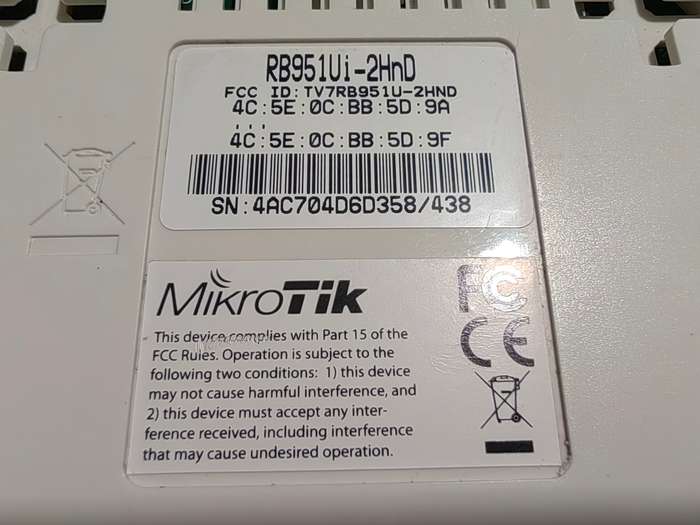 RB951Ui-2HnD
FCC ID:TV7RB951U-2HND
4C:5E:0C:BB:5D:9A
...
4C:5E:0C:BB:5D:9F
SN:4AC704D6D358/438
MikroTik
FC
CE
This device complies with Part 15 of the
FCC Rules. Operation is subject to the
following two conditions: 1) this device
may not cause harmful interference, and
2) this device must accept any inter-
ference received, including interference
that may cause undesired operation.